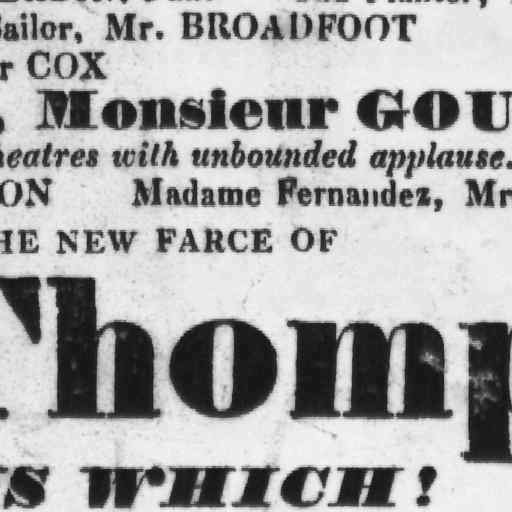 Sailor, Mr. BROADFOOT
r COX
, Monsieur GOU
heatres with unbounded applause.
ON Madame Fernandez, Mr
HE NEW FARCE OF
Thomp
S WHICH!